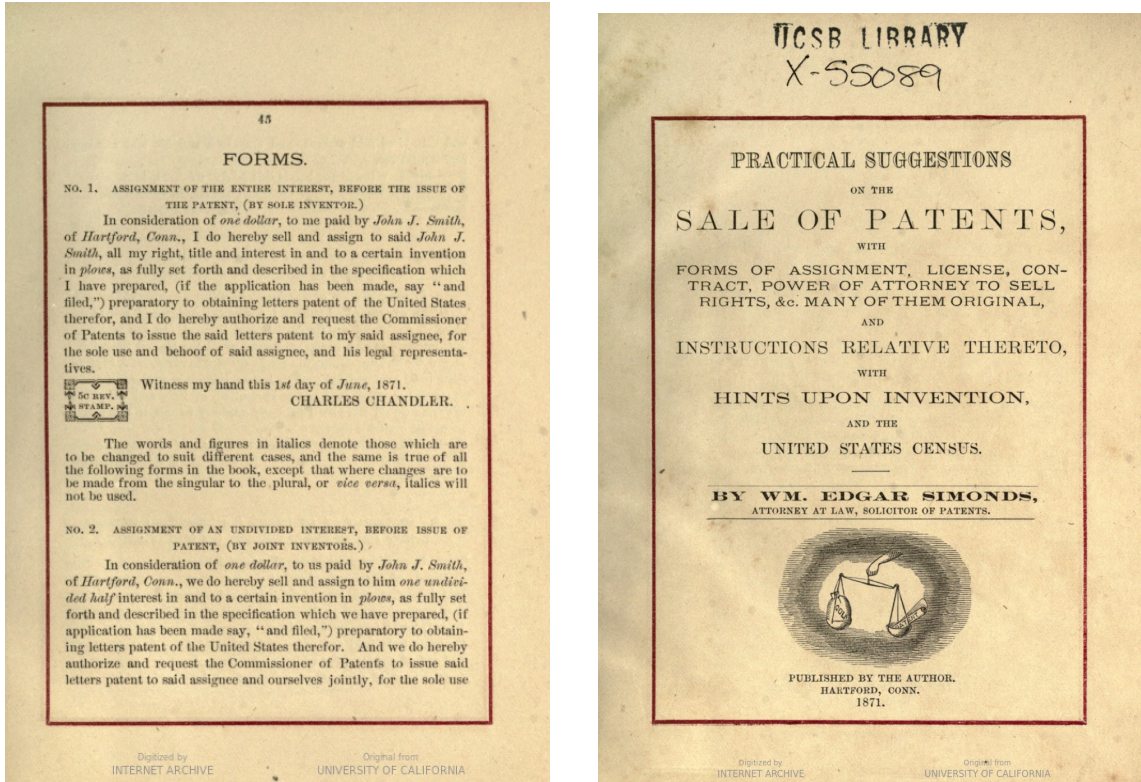 45
FORMS.
NO. 1. ASSIGNMENT OF THE ENTIRE INTEREST, BEFORE THE ISSUE OF
THE PATENT, (BY SOLE INVENTOR.)
In consideration of one dollar, to me paid by John J. Smith,
of Hartford, Conn., I do hereby sell and assign to said John J.
Smith, all my right, title and interest in and to a certain invention
in plows, as fully set forth and described in the specification which
I have prepared, (if the application has been made, say "and
filed,") preparatory to obtaining letters patent of the United States
therefor, and I do hereby authorize and request the Commissioner
of Patents to issue the said letters patent to my said assignee, for
the sole use and behoof of said assignee, and his legal representa-
tives.
5C REV.
STAMP.
Witness my hand this 1st day of June, 1871.
CHARLES CHANDLER.
The words and figures in italics denote those which are
to be changed to suit different cases, and the same is true of all
the following forms in the book, except that where changes are to
be made from the singular to the plural, or vice versa, italics will
not be used.
NO. 2. ASSIGNMENT OF AN UNDIVIDED INTEREST, BEFORE ISSUE OF
PATENT, (BY JOINT INVENTORS.)
In consideration of one dollar, to us paid by John J. Smith,
of Hartford, Conn., we do hereby sell and assign to him one undivi-
ded half interest in and to a certain invention in plows, as fully set
forth and described in the specification which we have prepared, (if
application has been made say, "and filed,") preparatory to obtain-
ing letters patent of the United States therefor. And we do hereby
authorize and request the Commissioner of Patents to issue said
letters patent to said assignee and ourselves jointly, for the sole use
Digitized by
INTERNET ARCHIVE
Original from
UNIVERSITY OF CALIFORNIA
UCSB LIBRARY
X-55089
PRACTICAL SUGGESTIONS
ON THE
SALE OF PATENTS,
WITH
FORMS OF ASSIGNMENT, LICENSE, CON-
TRACT, POWER OF ATTORNEY TO SELL
RIGHTS, &c. MANY OF THEM ORIGINAL,
AND
INSTRUCTIONS RELATIVE THERETO,
WITH
HINTS UPON INVENTION,
AND THE
UNITED STATES CENSUS.
BY WM. EDGAR SIMONDS,
ATTORNEY AT LAW, SOLICITOR OF PATENTS.
GOLD
PUBLISHED BY THE AUTHOR.
HARTFORD, CONN.
1871.
Digitized by
INTERNET ARCHIVE
Original from
UNIVERSITY OF CALIFORNIA